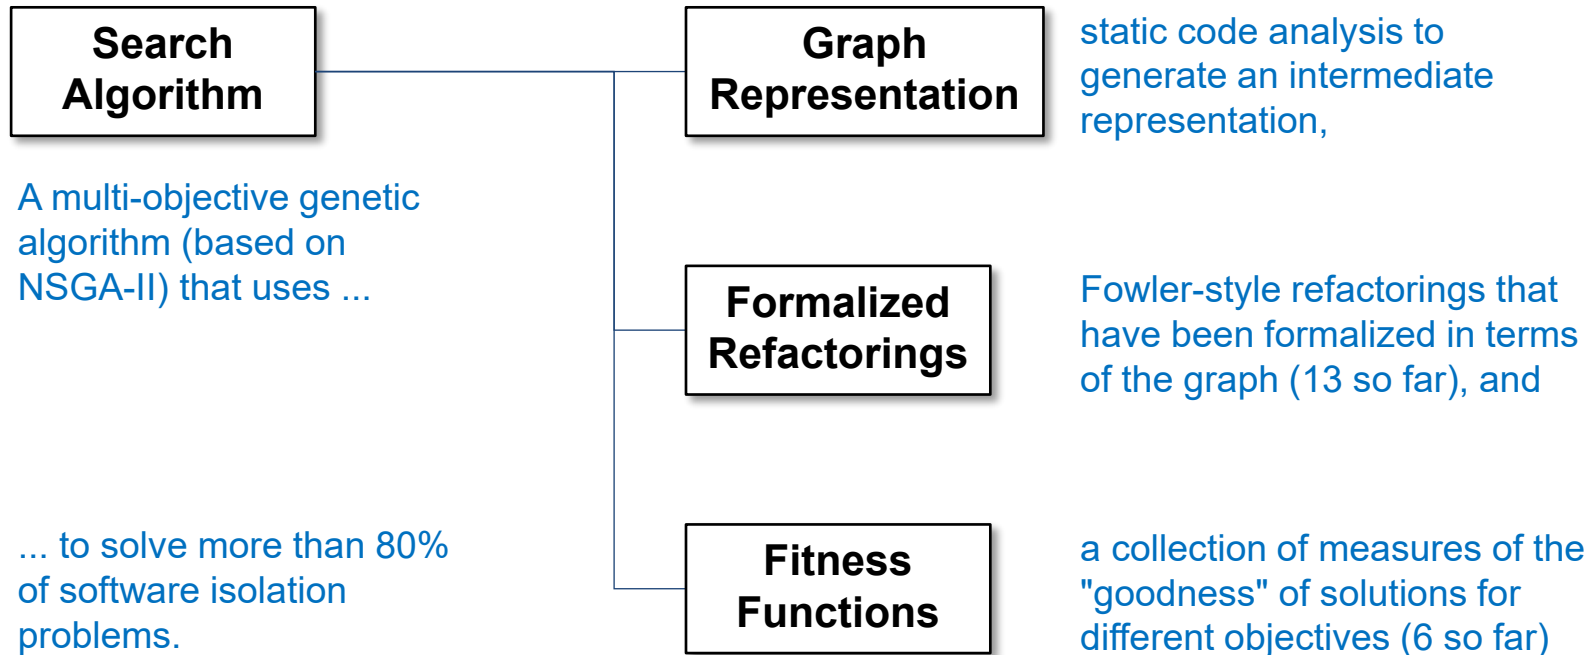 Search
Algorithm
A multi-objective genetic
algorithm (based on
NSGA-II) that uses ...
Graph
Representation
static code analysis to
generate an intermediate
representation,
Formalized
Refactorings
Fowler-style refactorings that
have been formalized in terms
of the graph (13 so far), and
Fitness
Functions
a collection of measures of the
"goodness" of solutions for
different objectives (6 so far)
... to solve more than 80%
of software isolation
problems.